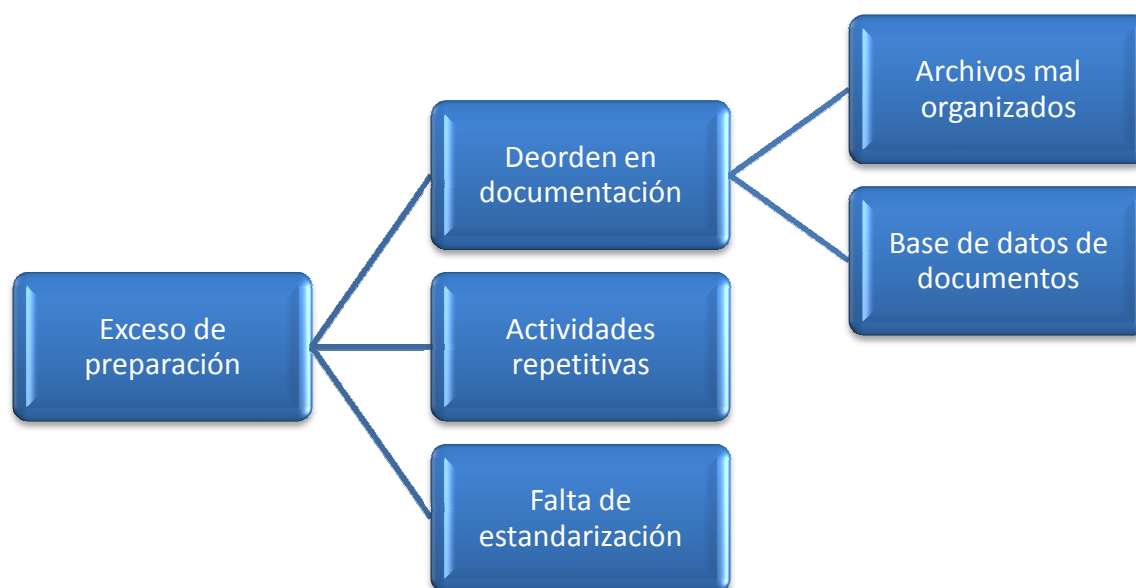 Exceso de
preparación
Deorden en
documentación
Actividades
repetitivas
Falta de
estandarización
Archivos mal
organizados
Base de datos de
documentos